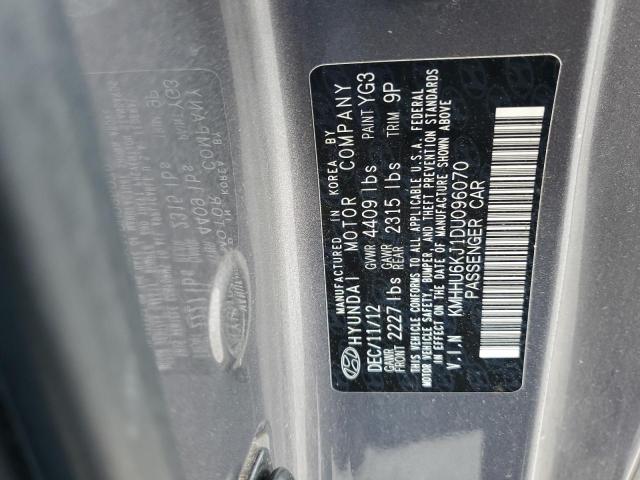 MANUFACTURED IN KOREA BY
HYUNDAI MOTOR COMPANY
DEC/11/12 GVWR 4409 lbs PAINT YG3
GAWR FRONT 2227 lbs GAWR REAR 2315 lbs TRIM 9P
THIS VEHICLE CONFORMS TO ALL APPLICABLE U.S.A. FEDERAL
MOTOR VEHICLE SAFETY, BUMPER, AND THEFT PREVENTION STANDARDS
IN EFFECT ON THE DATE OF MANUFACTURE SHOWN ABOVE
V.I.N KMHHU6KJ1DU096070
PASSENGER CAR